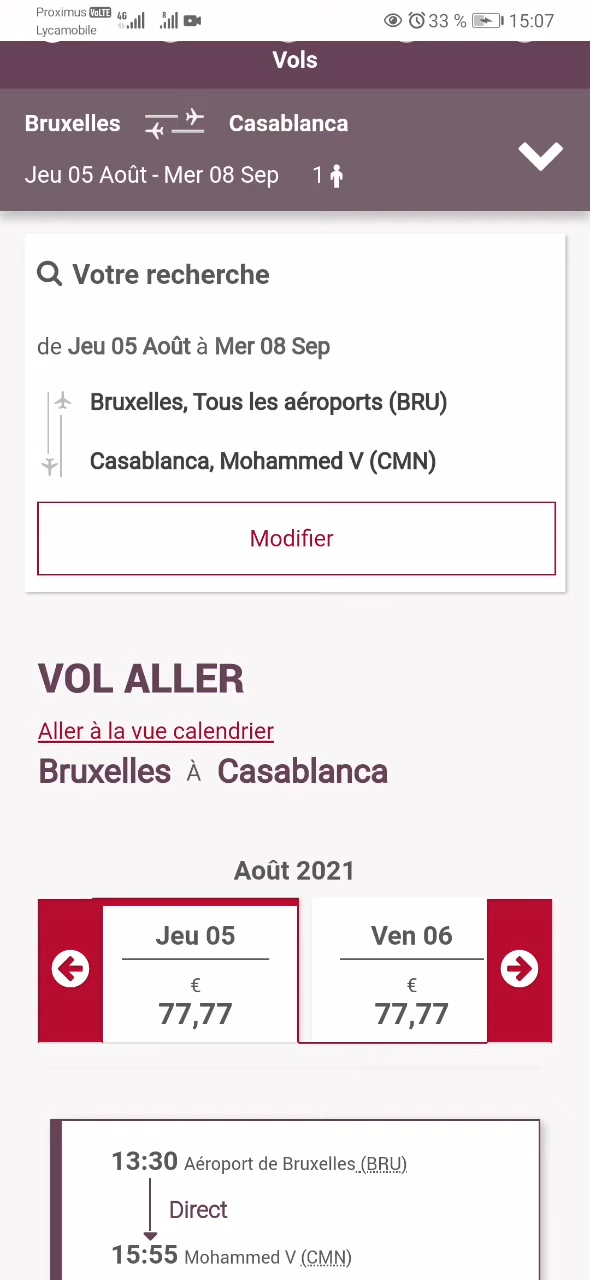 Proximus VoLTE 4G R 33 % 15:07
Lycamobile
Vols
Bruxelles Casablanca
Jeu 05 Août - Mer 08 Sep 1
Votre recherche
de Jeu 05 Août à Mer 08 Sep
Bruxelles, Tous les aéroports (BRU)
Casablanca, Mohammed V (CMN)
Modifier
VOL ALLER
Aller à la vue calendrier
Bruxelles À Casablanca
Août 2021
Jeu 05 Ven 06
€ €
77,77 77,77
13:30 Aéroport de Bruxelles (BRU)
Direct
15:55 Mohammed V (CMN)